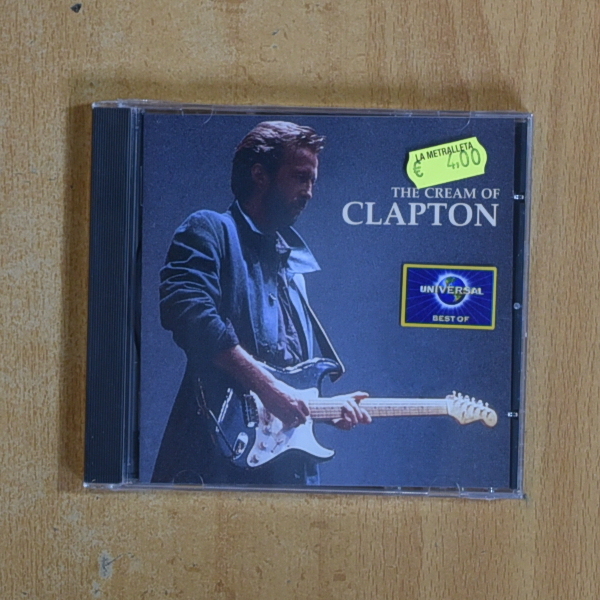 LA METRALLETA
€ 4,00
THE CREAM OF
CLAPTON
UNIVERSAL
BEST OF